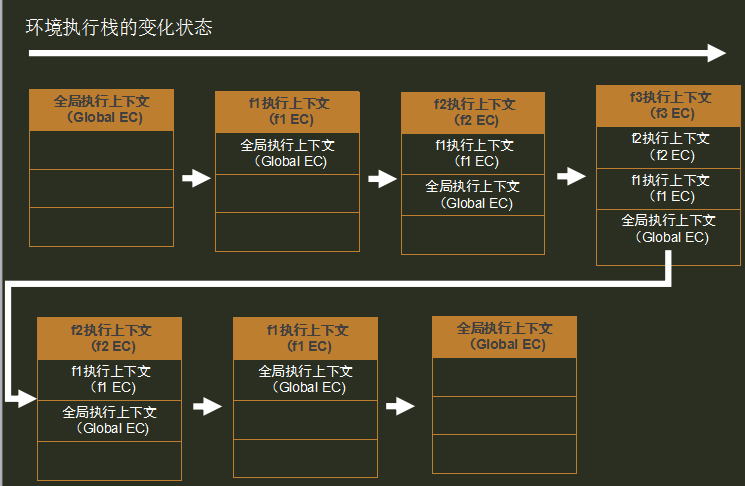 环境执行栈的变化状态
全局执行上下文
（Global EC)
f1执行上下文
（f1 EC)
全局执行上下文
（Global EC)
f2执行上下文
（f2 EC)
f1执行上下文
（f1 EC)
全局执行上下文
（Global EC)
f3执行上下文
（f3 EC)
f2执行上下文
（f2 EC)
f1执行上下文
（f1 EC)
全局执行上下文
（Global EC)
f2执行上下文
（f2 EC)
f1执行上下文
（f1 EC)
全局执行上下文
（Global EC)
f1执行上下文
（f1 EC)
全局执行上下文
（Global EC)
全局执行上下文
（Global EC)